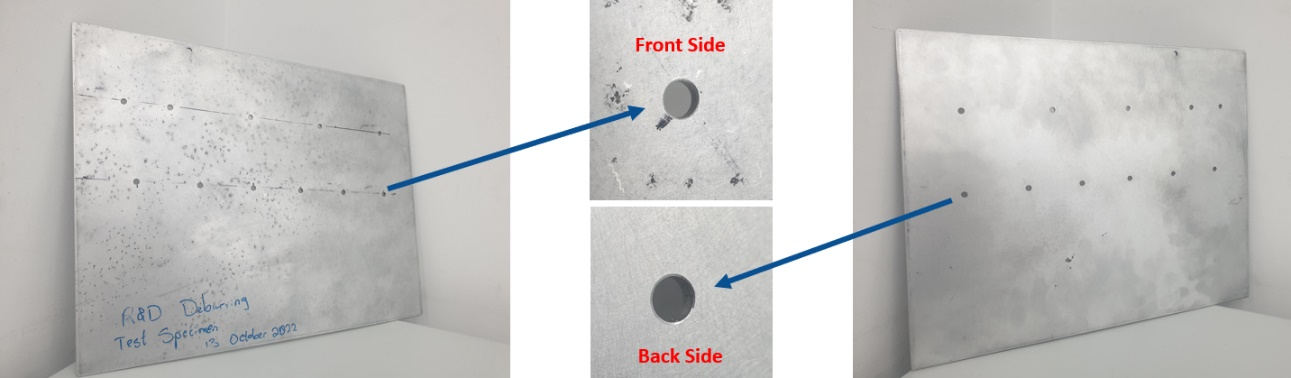 R&D Deburring
Test Specimen
13 October 2022
Front Side
Back Side